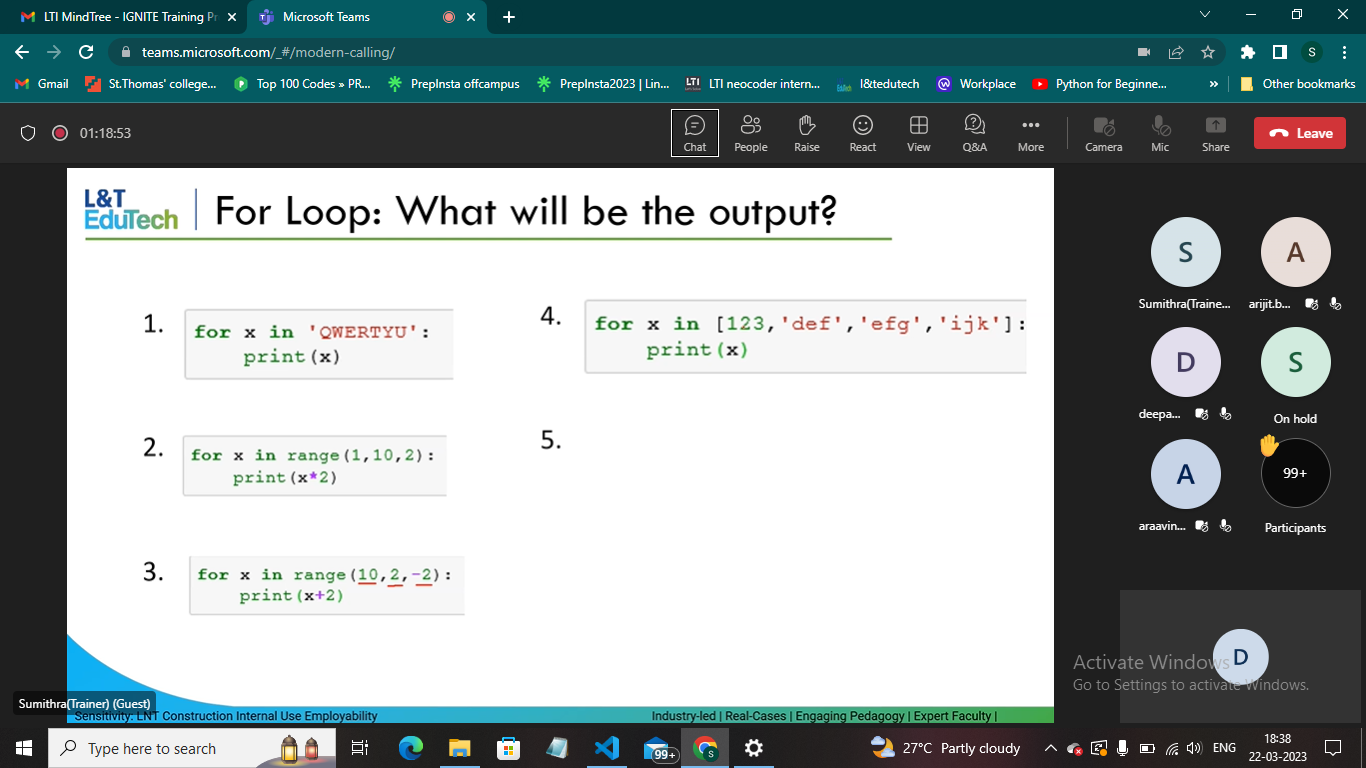 LTI MindTree - IGNITE Training Pr
Microsoft Teams
teams.microsoft.com/_#/modern-calling/
S
Gmail
St.Thomas' college...
Top 100 Codes » PR...
PrepInsta offcampus
PrepInsta2023 | Lin...
LTI neocoder intern...
l&tedutech
Workplace
Python for Beginne...
»
Other bookmarks
01:18:53
Chat
People
Raise
React
View
Q&A
More
Camera
Mic
Share
Leave
L&T
EduTech
For Loop: What will be the output?
1.
for x in 'QWERTYU':
print(x)
2.
for x in range(1,10,2):
print(x*2)
3.
for x in range(10,2,-2):
print(x+2)
4.
for x in [123,'def','efg','ijk']:
print(x)
5.
S
Sumithra(Traine...
A
arijit.b...
D
deepa...
S
On hold
A
araavin...
99+
Participants
D
Activate Windows
Go to Settings to activate Windows.
Sumithra(Trainer) (Guest)
Sensitivity: LNT Construction Internal Use Employability
Industry-led | Real-Cases | Engaging Pedagogy | Expert Faculty |
Type here to search
99+
S
27°C Partly cloudy
ENG
18:38
22-03-2023